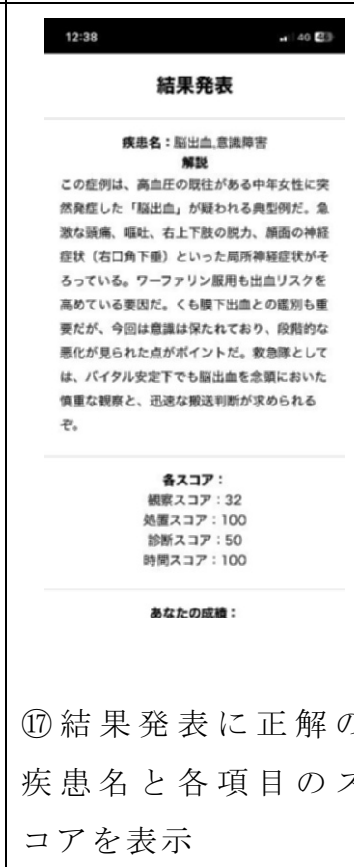 12:38
4G
結果発表
疾患名：脳出血,意識障害
解説
この症例は、高血圧の既往がある中年女性に突
然発症した「脳出血」が疑われる典型例だ。急
激な頭痛、嘔吐、右上下肢の脱力、顔面の神経
症状（右口角下垂）といった局所神経症状がそ
ろっている。ワーファリン服用も出血リスクを
高めている要因だ。くも膜下出血との鑑別も重
要だが、今回は意識は保たれており、段階的な
悪化が見られた点がポイントだ。救急隊として
は、バイタル安定下でも脳出血を念頭においた
慎重な観察と、迅速な搬送判断が求められる
ぞ。
各スコア：
観察スコア：32
処置スコア：100
診断スコア：50
時間スコア：100
あなたの成績：
⑰結果発表に正解の
疾患名と各項目のス
コアを表示